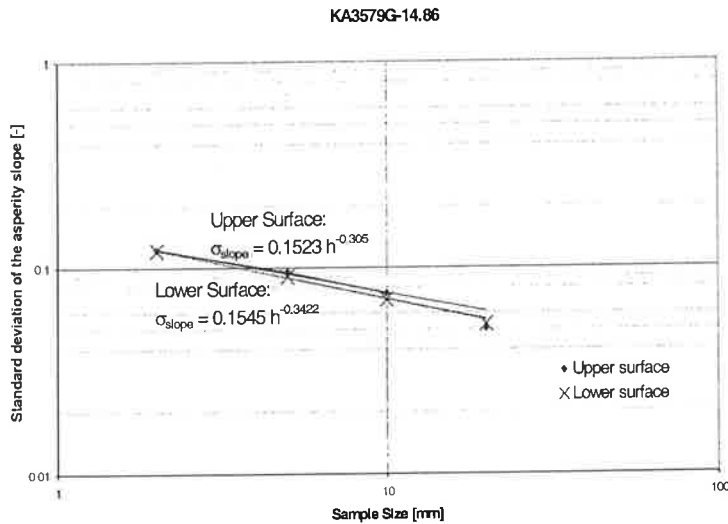 KA3579G-14.86
Standard deviation of the asperity slope [-]
1
0.1
0.01
Upper Surface:
σslope = 0.1523 h^-0.305
Lower Surface:
σslope = 0.1545 h^-0.3422
Upper surface
Lower surface
1
10
100
Sample Size [mm]